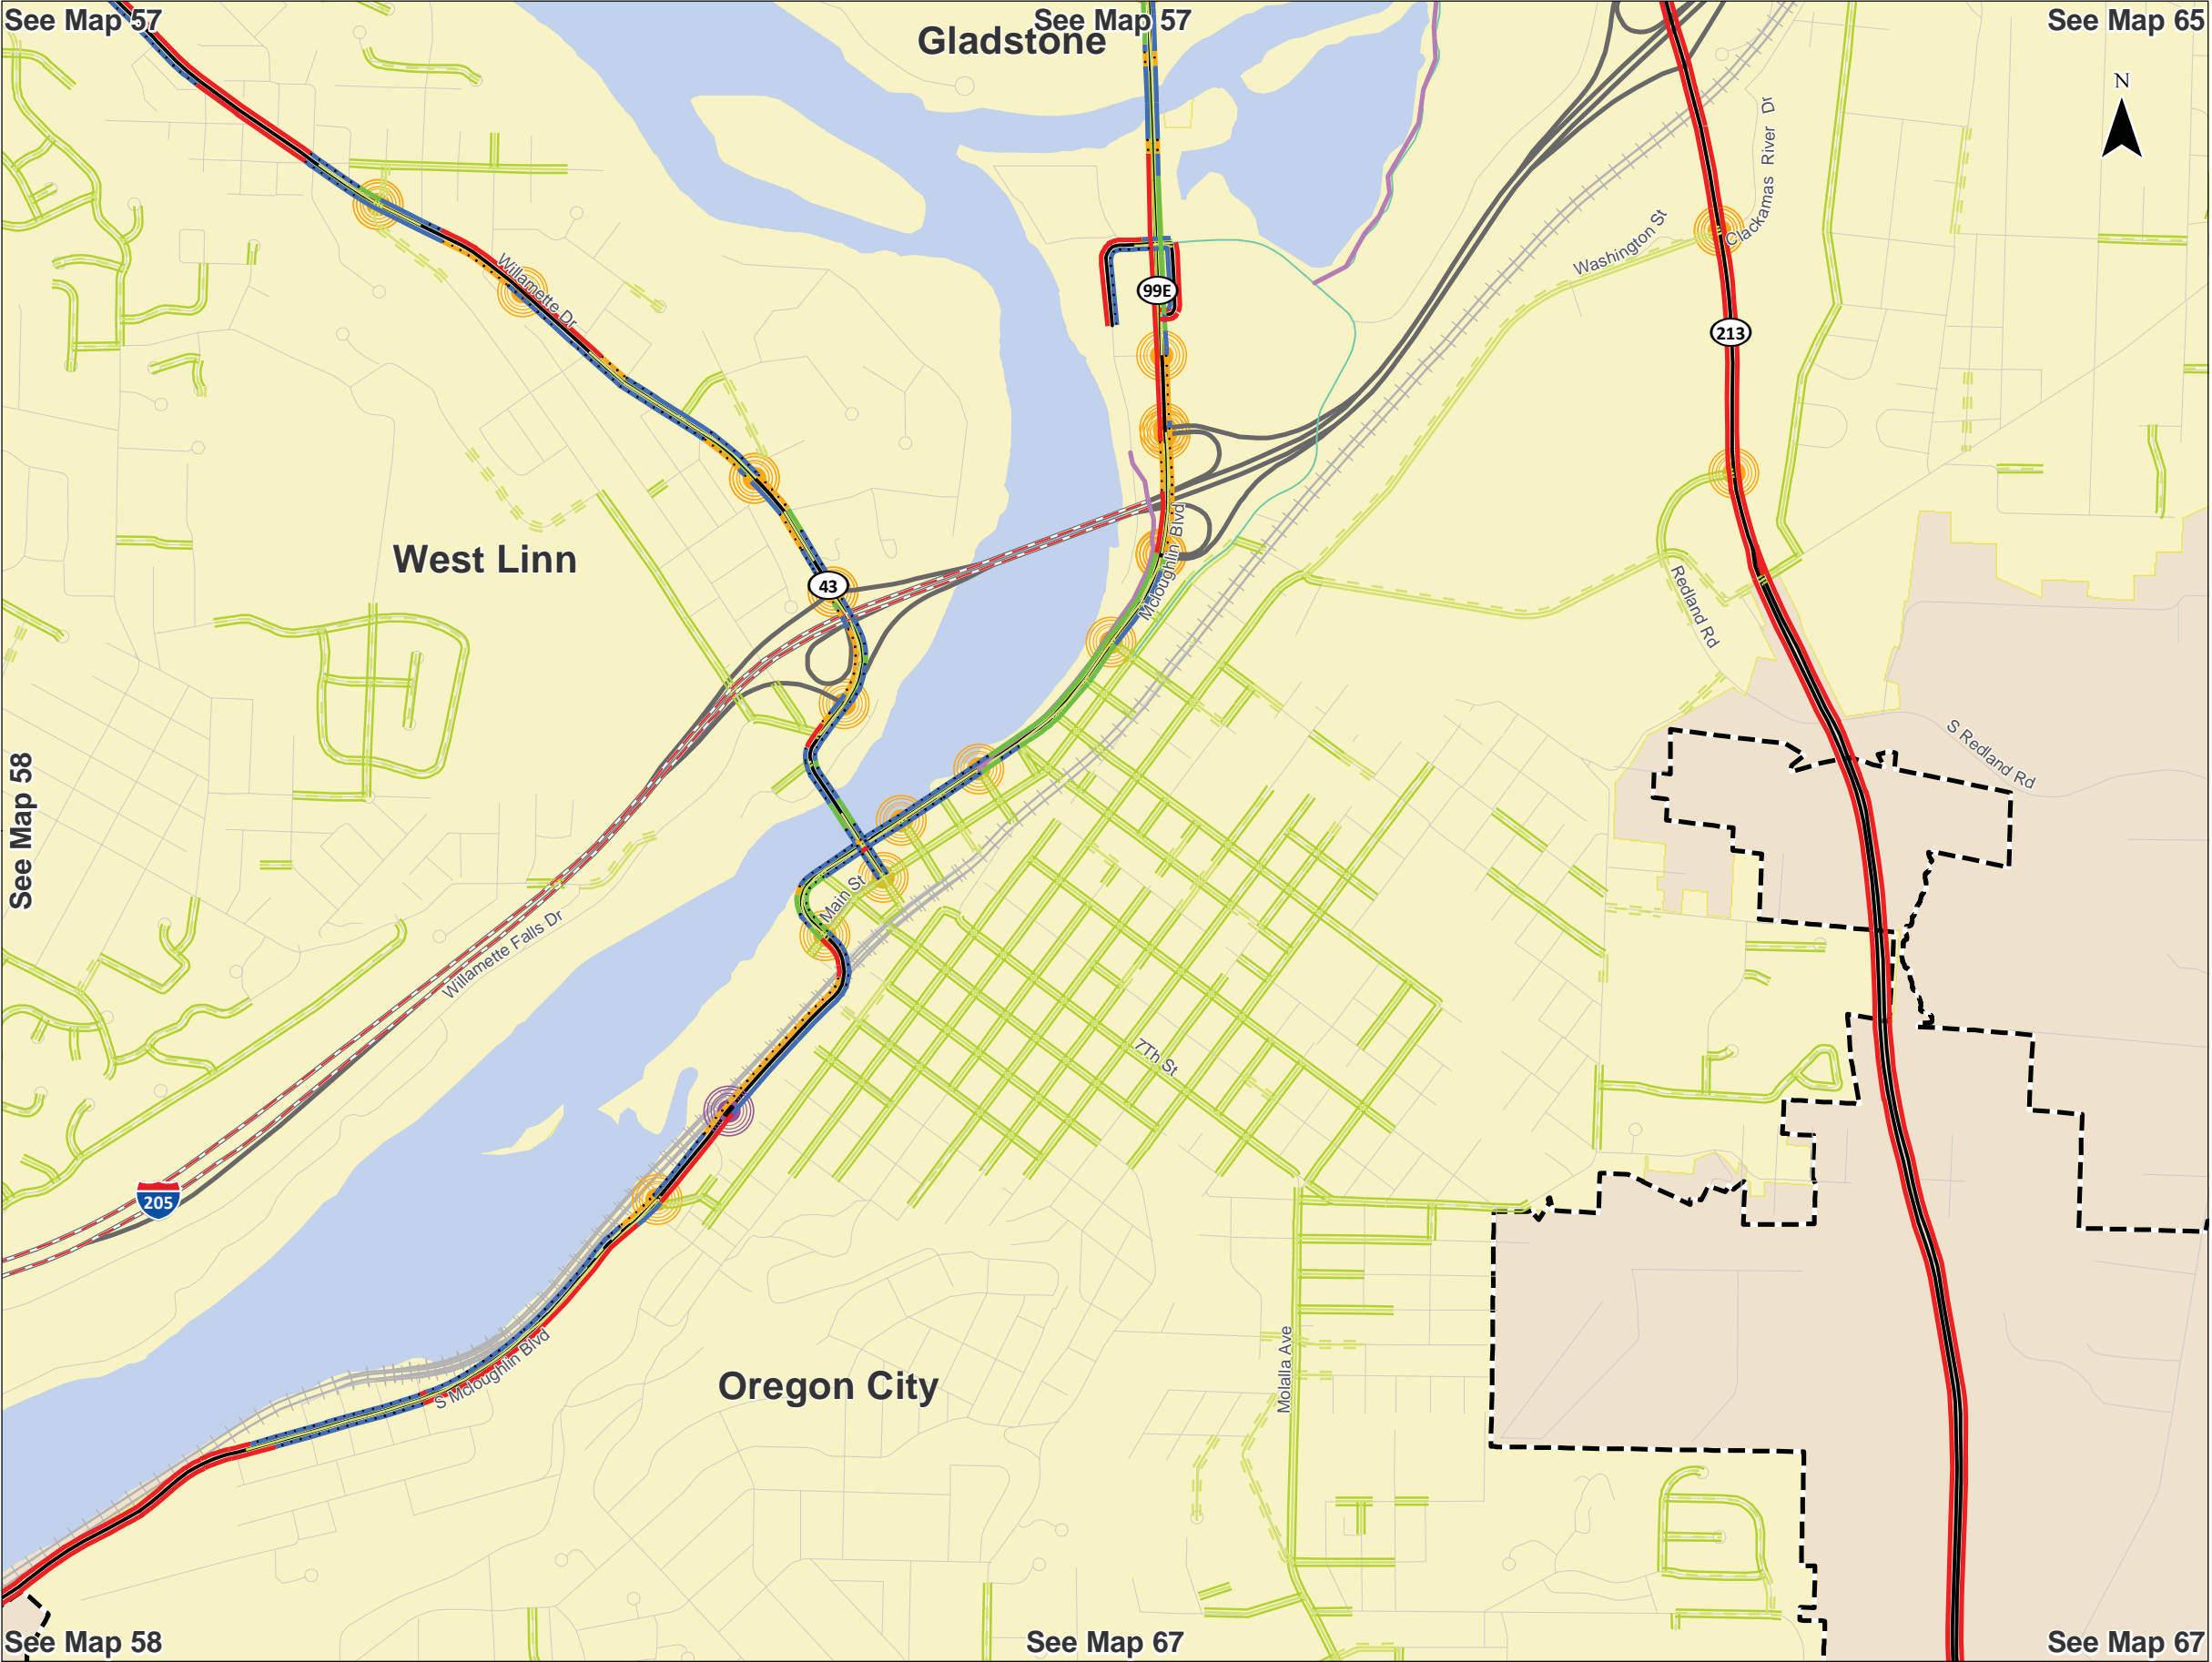 See Map 57
See Map 57
See Map 65
Gladstone
N
Clackamas River Dr
Washington St
Willamette Dr
99E
213
Mcloughlin Blvd
West Linn
43
Redland Rd
S Redland Rd
See Map 58
Main St
Willamette Falls Dr
7Th St
205
S Mcloughlin Blvd
Oregon City
Molalla Ave
See Map 58
See Map 67
See Map 67